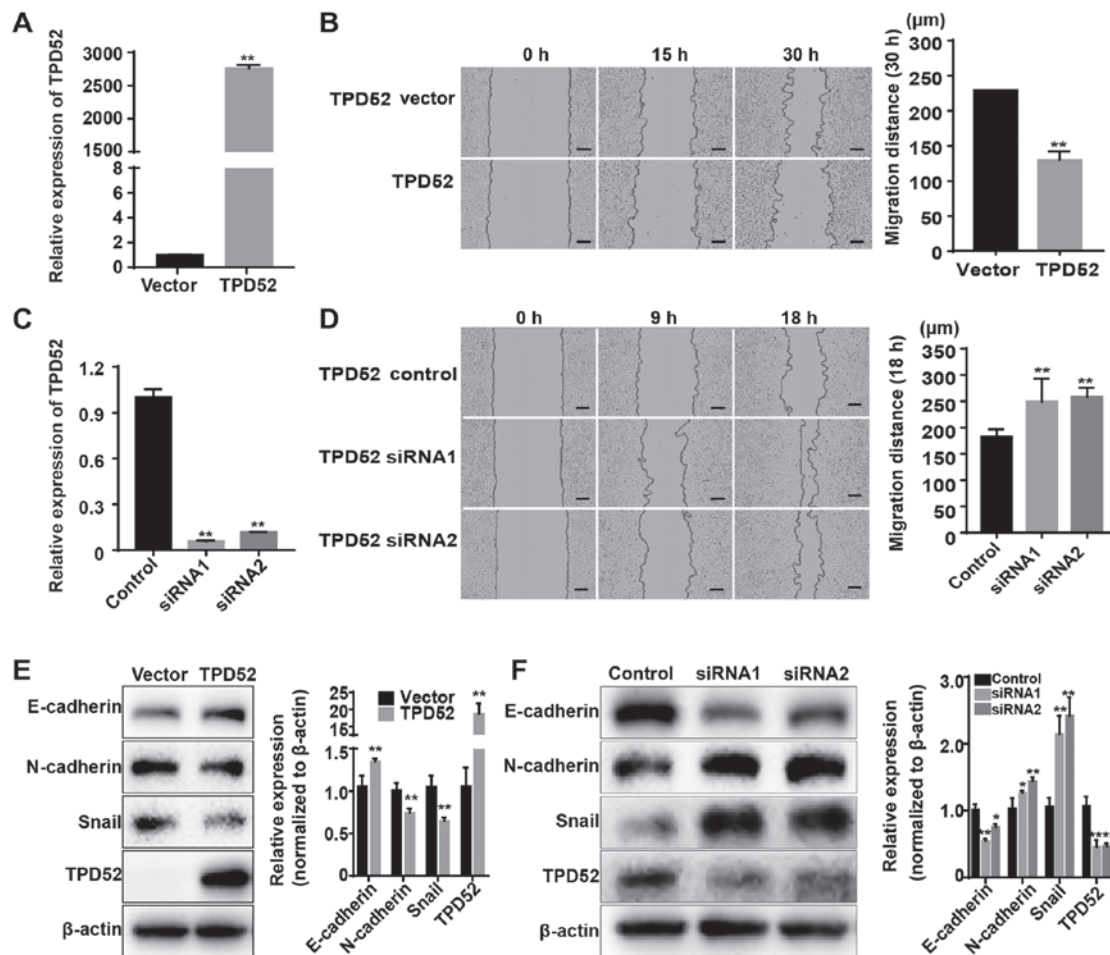 A
Relative expression of TPD52
3000
2500
2000
1500
8
6
4
2
0
**
Vector TPD52
B
0 h 15 h 30 h
TPD52 vector
TPD52
(μm)
Migration distance (30 h)
300
250
200
150
100
50
0
**
Vector TPD52
C
Relative expression of TPD52
1.2
0.9
0.6
0.3
0
** **
Control siRNA1 siRNA2
D
0 h 9 h 18 h
TPD52 control
TPD52 siRNA1
TPD52 siRNA2
(μm)
Migration distance (18 h)
350
300
250
200
150
100
50
0
** **
Control siRNA1 siRNA2
E
Vector TPD52
E-cadherin
N-cadherin
Snail
TPD52
β-actin
Relative expression
(normalized to β-actin)
25
20
15
10
1.5
1.0
0.5
0
Vector
TPD52
** ** ** **
E-cadherin N-cadherin Snail TPD52
F
Control siRNA1 siRNA2
E-cadherin
N-cadherin
Snail
TPD52
β-actin
Relative expression
(normalized to β-actin)
3.0
2.0
1.0
0
Control
siRNA1
siRNA2
** * * ** ** ** ****
E-cadherin N-cadherin Snail TPD52